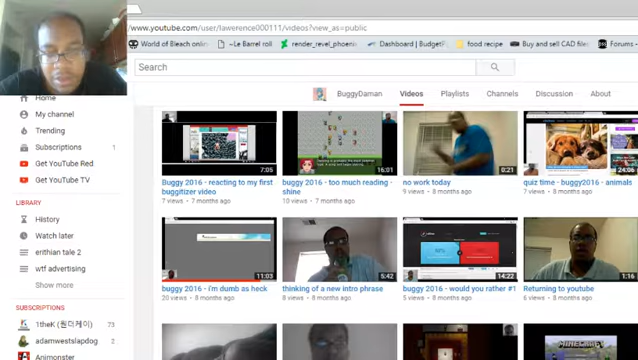 www.youtube.com/user/lawerence000111/videos?view_as=public
World of Bleach onlin
~Le Barrel roll
render_revel_phoenix
Dashboard | BudgetP
food recipe
Buy and sell CAD files
Forums -
Search
BuggyDaman
Videos
Playlists
Channels
Discussion
About
Home
My channel
Trending
Subscriptions 1
Get YouTube Red
Get YouTube TV
LIBRARY
History
Watch later
erithian tale 2
wtf advertising
Show more
SUBSCRIPTIONS
1theK (원더케이) 73
adamwestslapdog 2
Animonster
7:05
Buggy 2016 - reacting to my first
buggitizer video
7 views • 7 months ago
16:01
Buggy 2016 - too much reading -
shine
10 views • 7 months ago
0:21
no work today
9 views • 8 months ago
24:06
quiz time - buggy2016 - animals
7 views • 8 months ago
11:03
buggy 2016 - i'm dumb as heck
20 views • 8 months ago
5:42
thinking of a new intro phrase
8 views • 8 months ago
14:22
buggy 2016 - would you rather #1
5 views • 8 months ago
1:16
Returning to youtube
8 views • 8 months ago
MINECRAFT